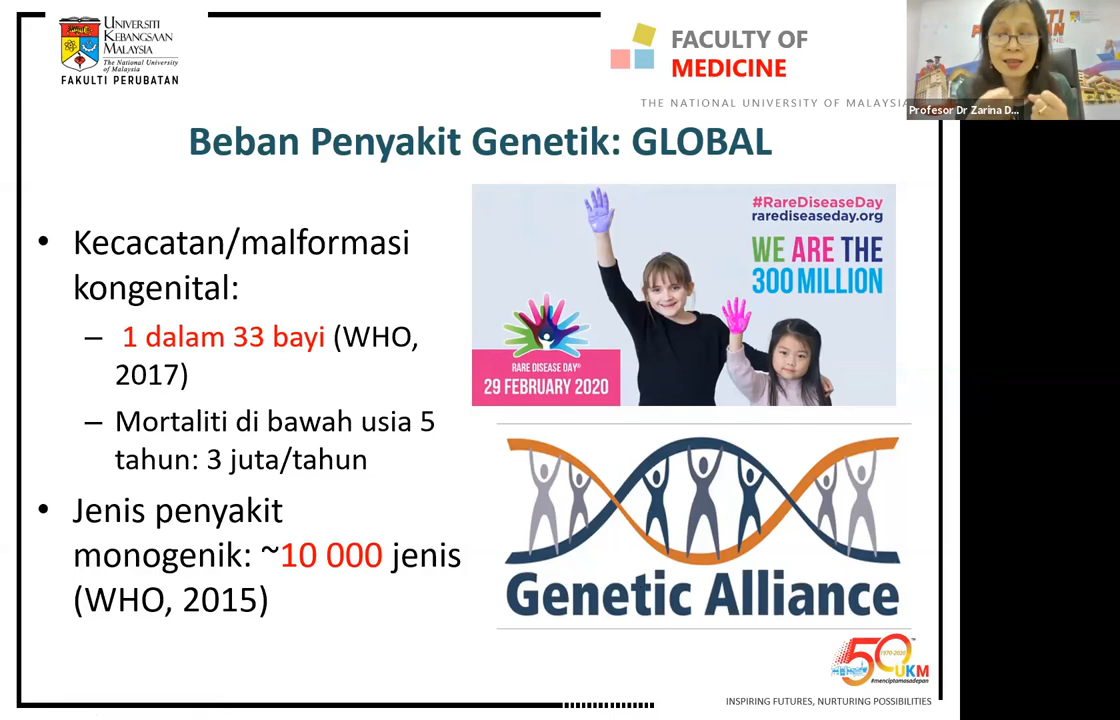 UNIVERSITI
KEBANGSAAN
MALAYSIA
The National University
of Malaysia
FAKULTI PERUBATAN
FACULTY OF
MEDICINE
THE NATIONAL UNIVERSITY OF MALAYSIA
Profesor Dr Zarina D...
Beban Penyakit Genetik: GLOBAL
• Kecacatan/malformasi
kongenital:
– 1 dalam 33 bayi (WHO,
2017)
– Mortaliti di bawah usia 5
tahun: 3 juta/tahun
• Jenis penyakit
monogenik: ~10 000 jenis
(WHO, 2015)
#RareDiseaseDay
rarediseaseday.org
WE ARE THE
300 MILLION
RARE DISEASE DAY®
29 FEBRUARY 2020
Genetic Alliance
50
1970-2020
UKM
#menciptamasadepan
INSPIRING FUTURES, NURTURING POSSIBILITIES